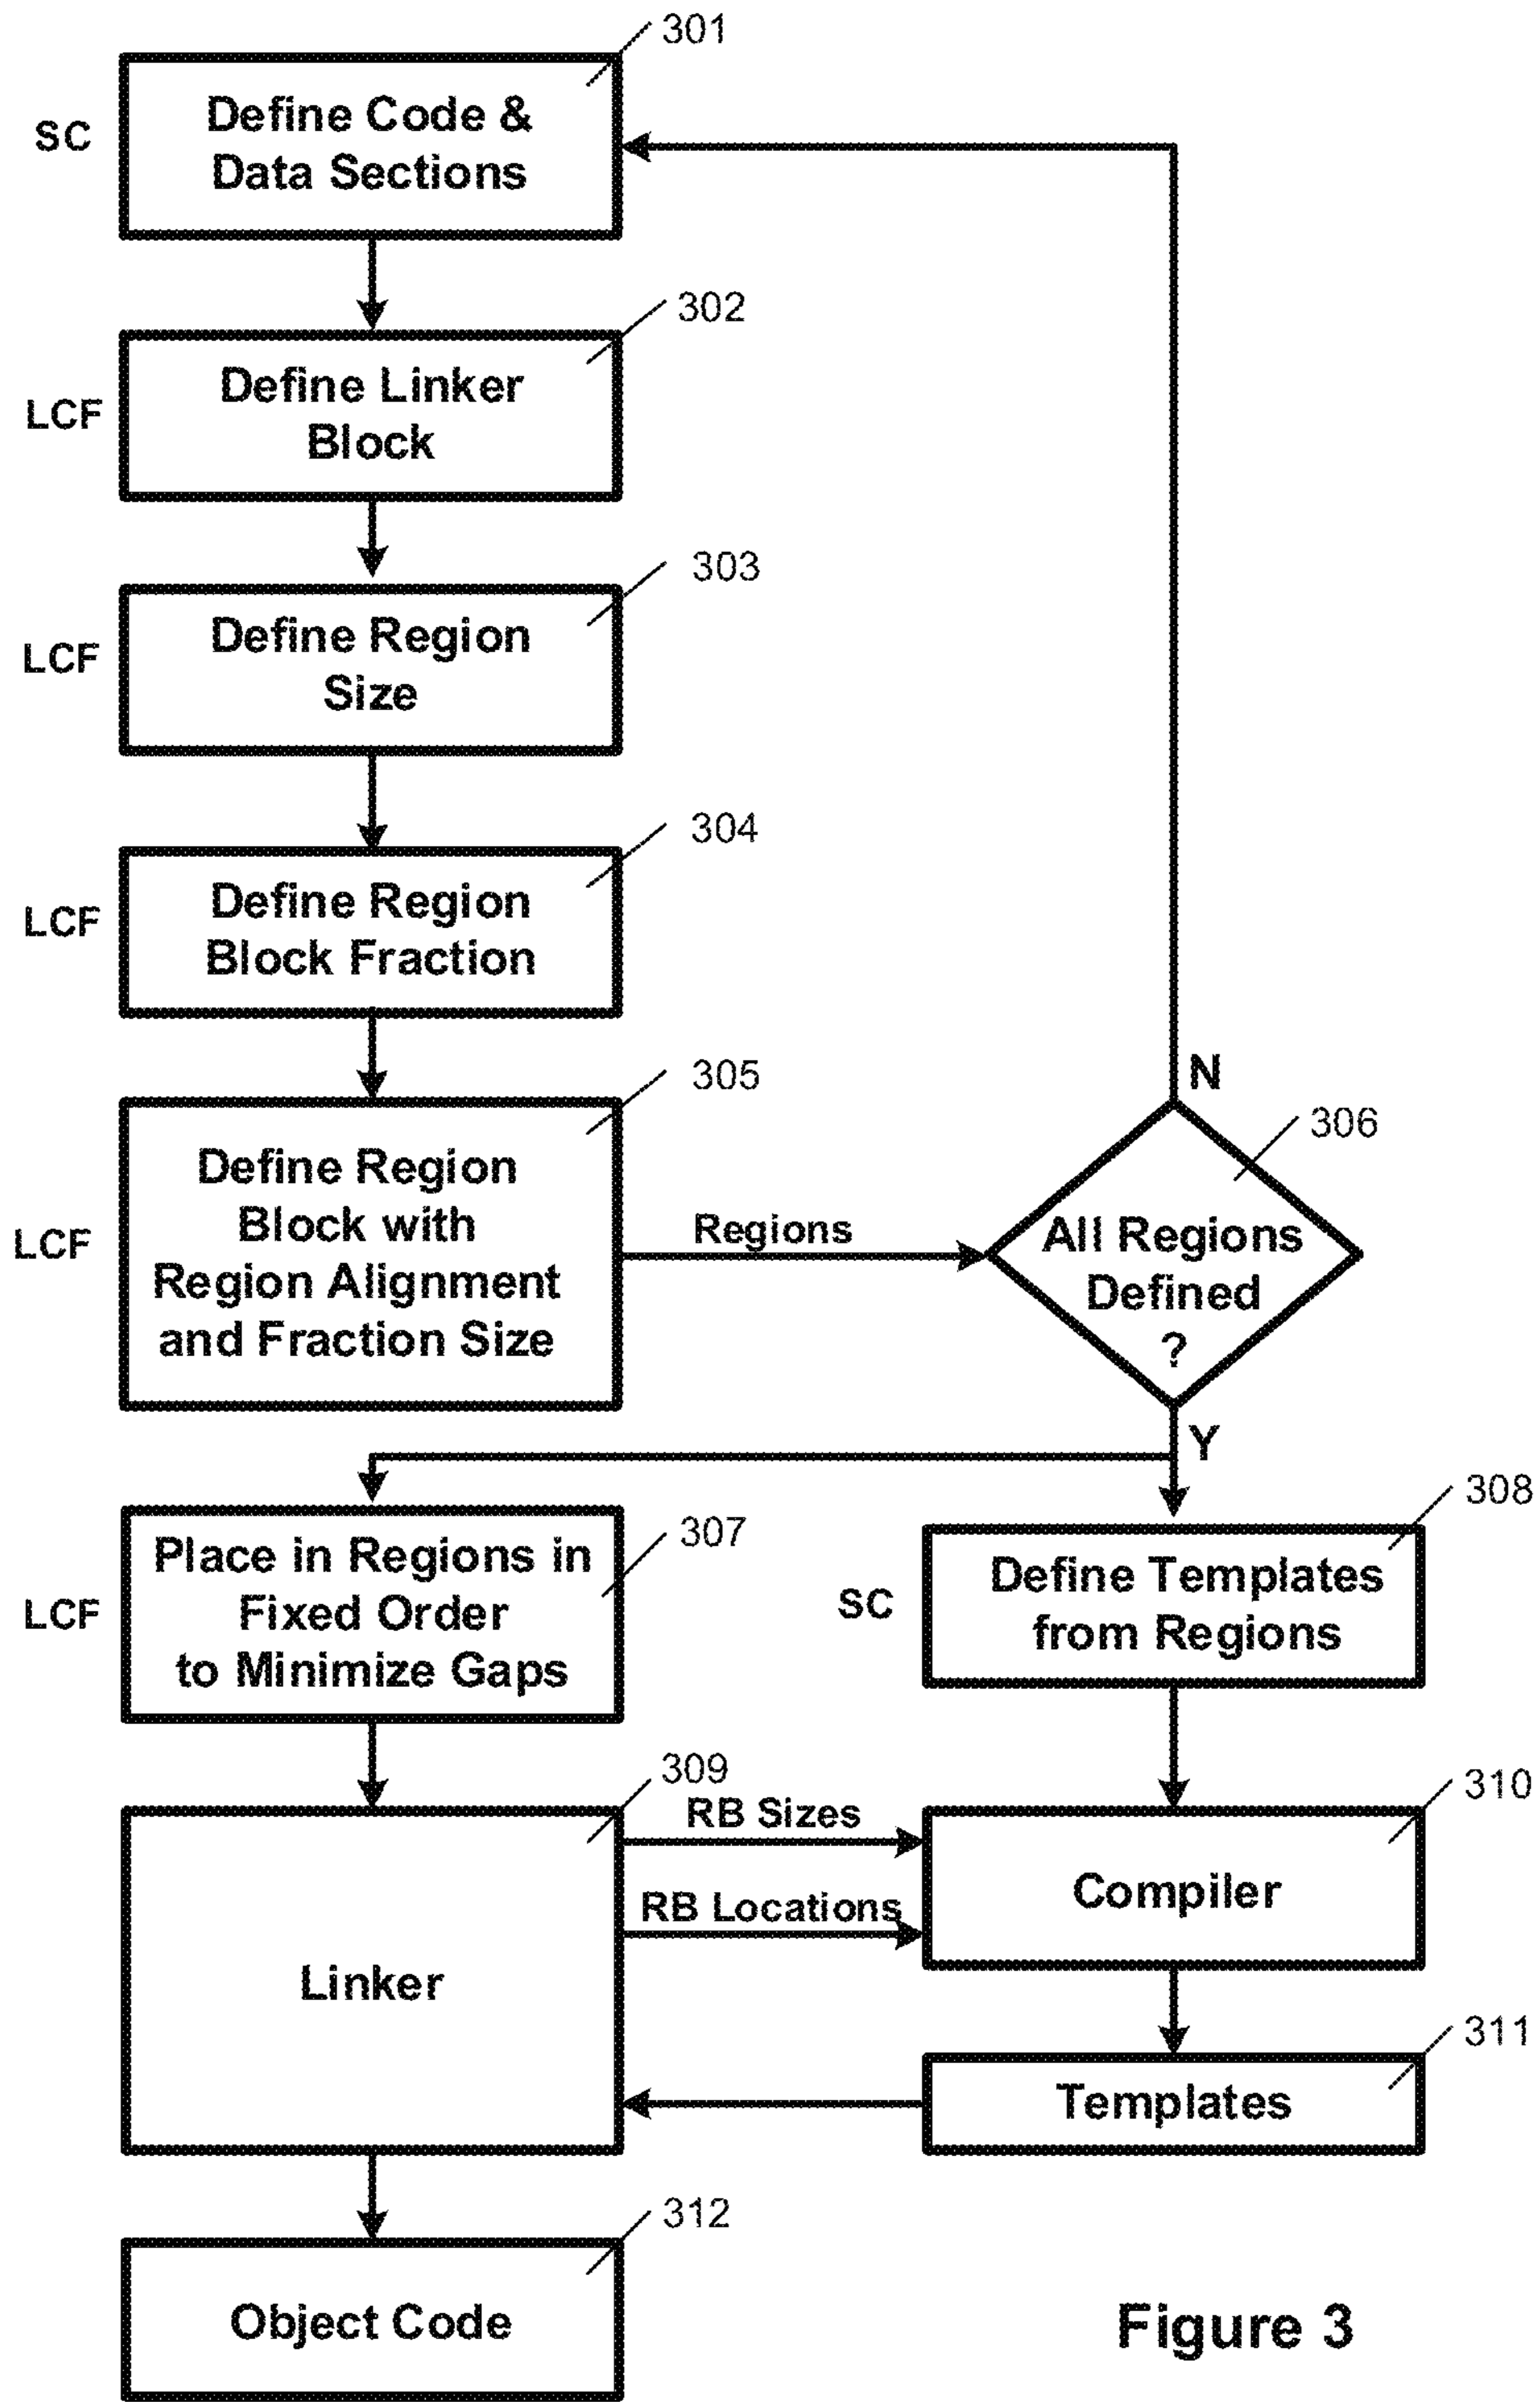 301
SC
Define Code &
Data Sections
302
LCF
Define Linker
Block
303
LCF
Define Region
Size
304
LCF
Define Region
Block Fraction
305
LCF
Define Region
Block with
Region Alignment
and Fraction Size
Regions
N
306
All Regions
Defined
?
Y
307
LCF
Place in Regions in
Fixed Order
to Minimize Gaps
308
SC
Define Templates
from Regions
309
Linker
RB Sizes
RB Locations
310
Compiler
311
Templates
312
Object Code
Figure 3